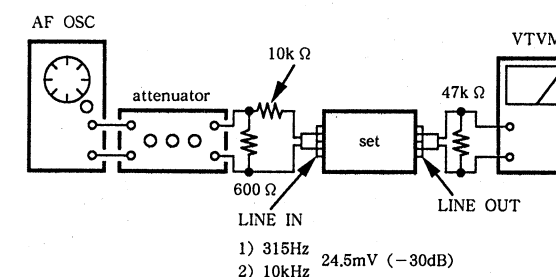 AF OSC
VTVM
10k Ω
attenuator
47k Ω
set
600 Ω
LINE IN
LINE OUT
1) 315Hz
24.5mV (−30dB)
2) 10kHz